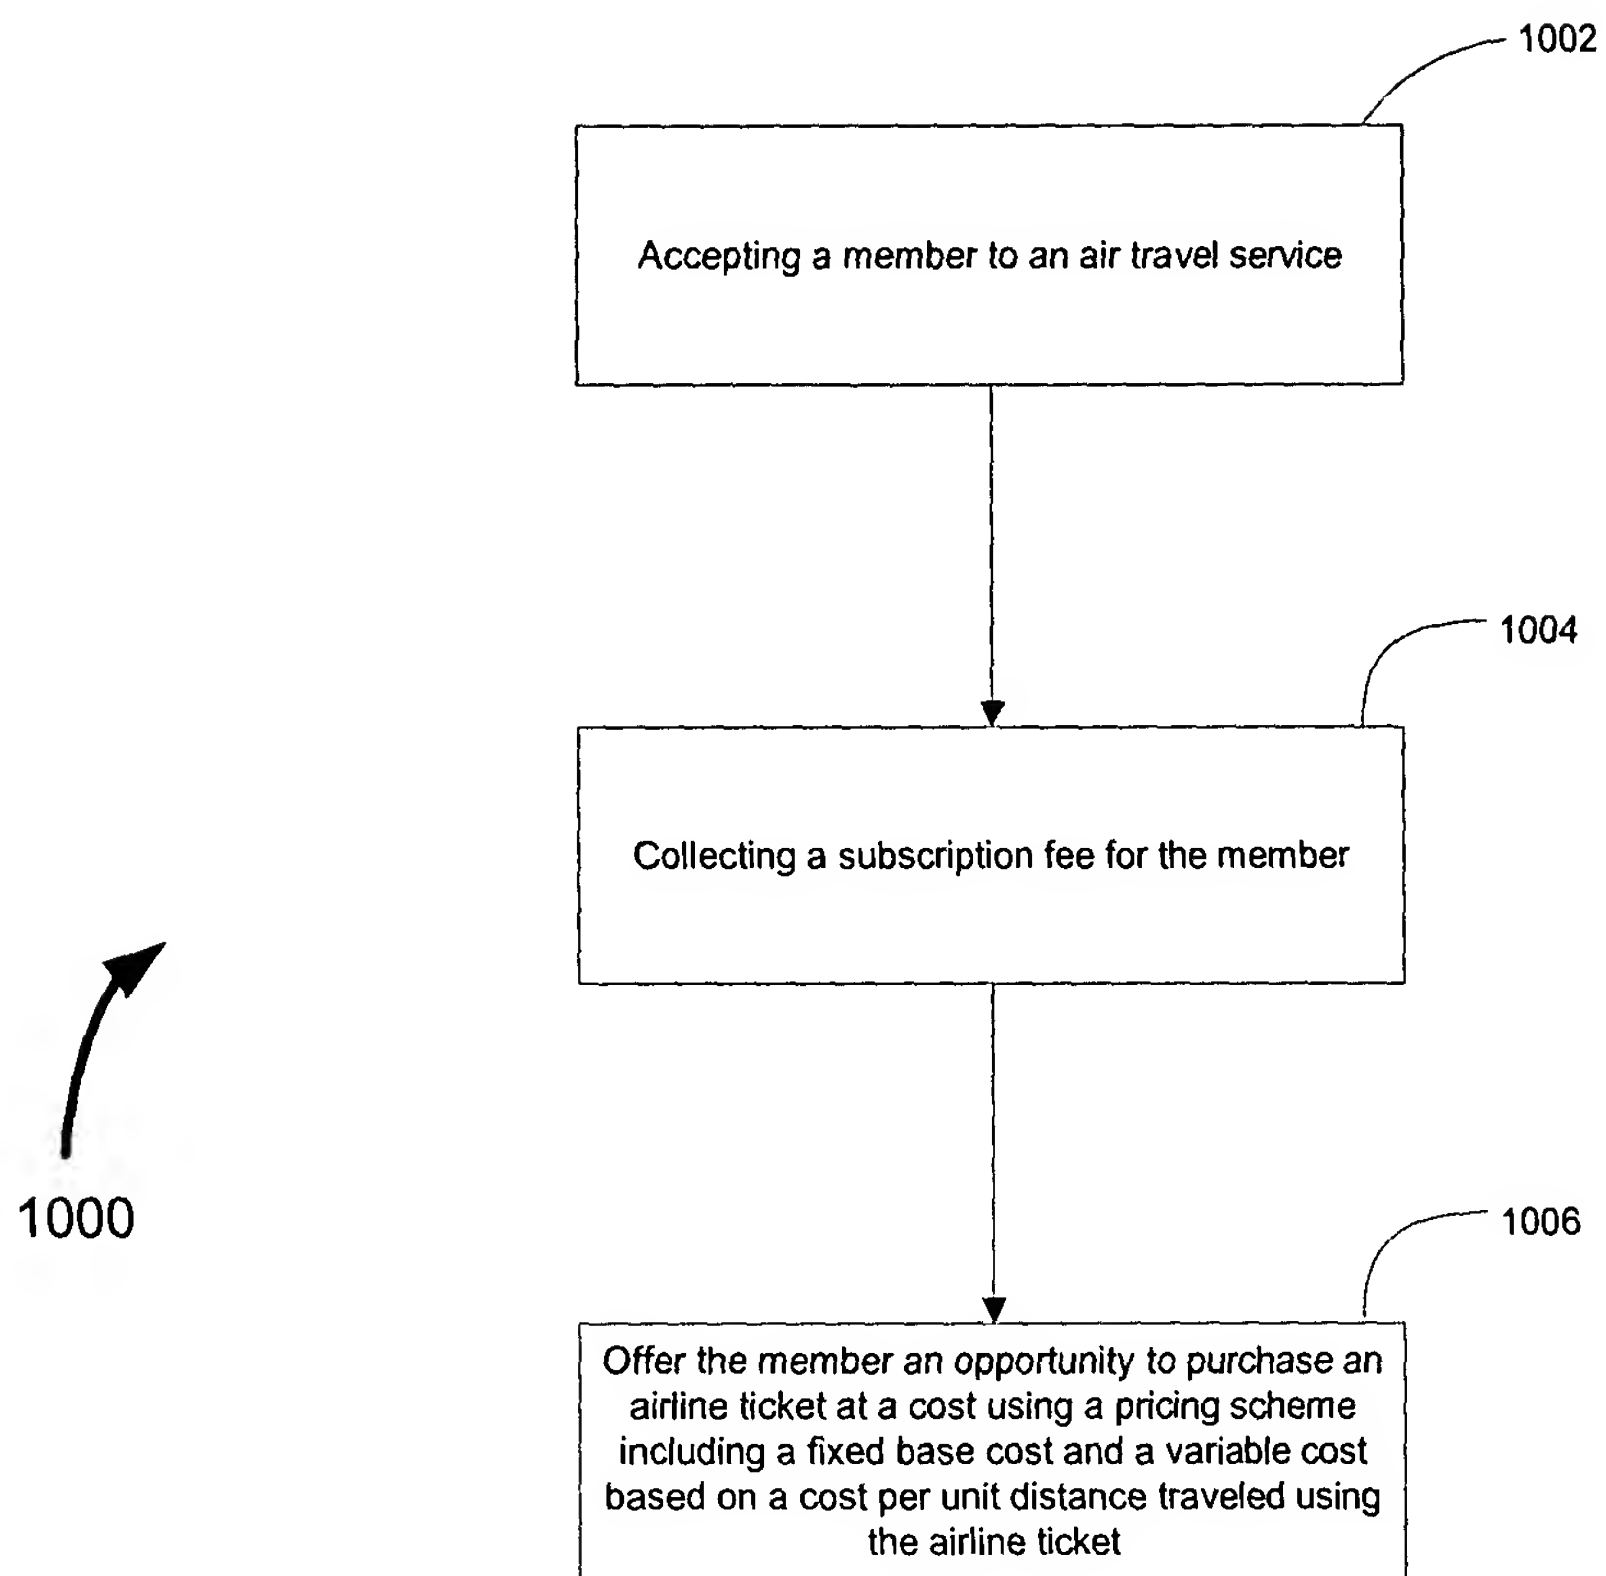 1002
Accepting a member to an air travel service
1004
Collecting a subscription fee for the member
1000
1006
Offer the member an opportunity to purchase an
airline ticket at a cost using a pricing scheme
including a fixed base cost and a variable cost
based on a cost per unit distance traveled using
the airline ticket